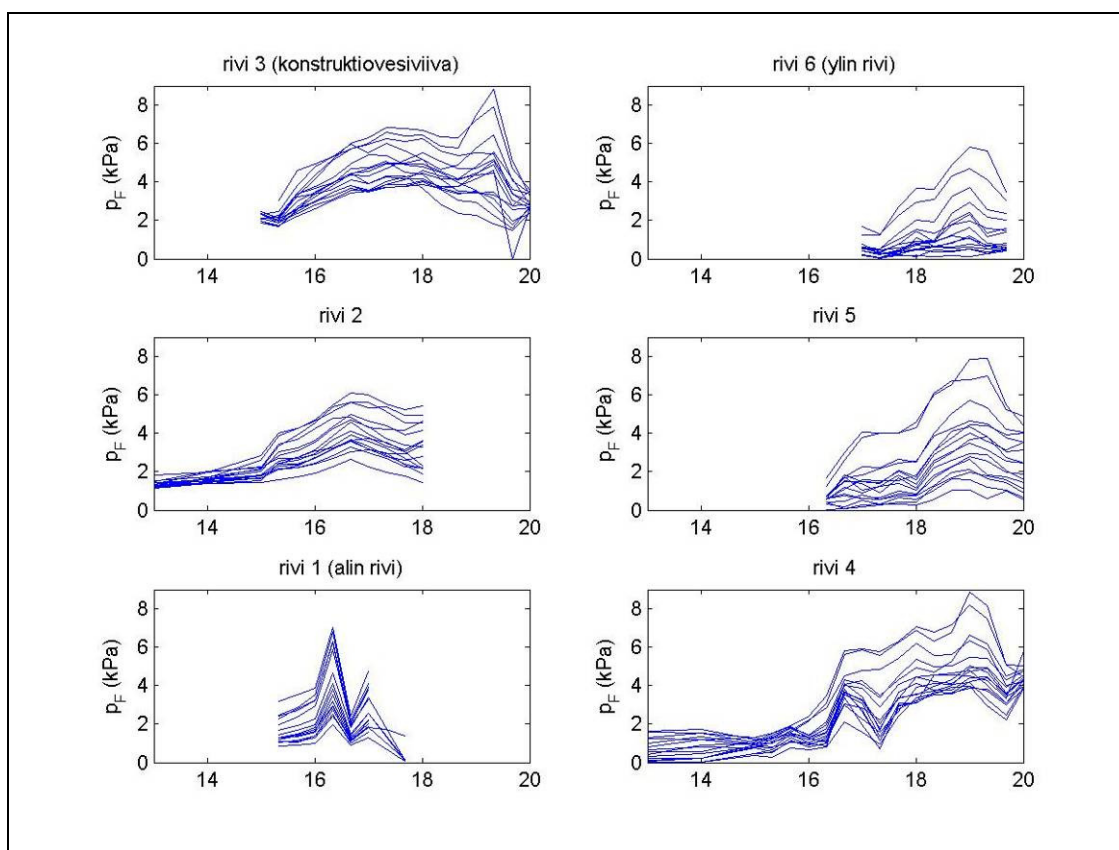 rivi 3 (konstruktiovesiviiva)
p_F (kPa)
8
6
4
2
0
14 16 18 20
rivi 6 (ylin rivi)
p_F (kPa)
8
6
4
2
0
14 16 18 20
rivi 2
p_F (kPa)
8
6
4
2
0
14 16 18 20
rivi 5
p_F (kPa)
8
6
4
2
0
14 16 18 20
rivi 1 (alin rivi)
p_F (kPa)
8
6
4
2
0
14 16 18 20
rivi 4
p_F (kPa)
8
6
4
2
0
14 16 18 20